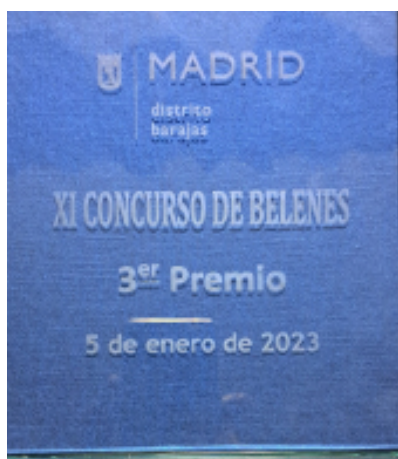 MADRID
distrito
barajas
XI CONCURSO DE BELENES
3er Premio
5 de enero de 2023